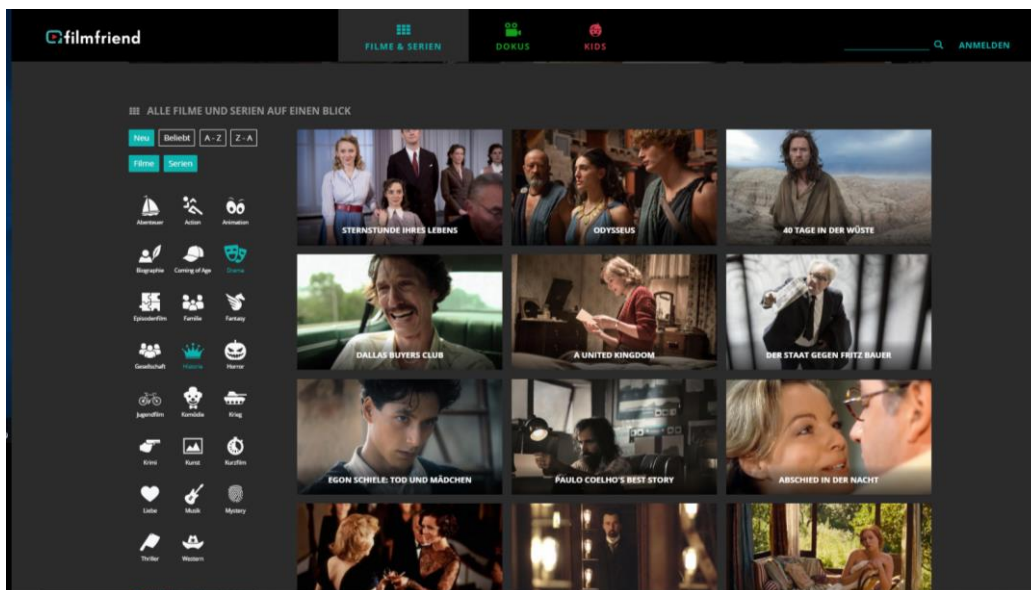 filmfriend
FILME & SERIEN
DOKUS
KIDS
ANMELDEN
ALLE FILME UND SERIEN AUF EINEN BLICK
Neu Beliebt A - Z Z - A
Filme Serien
Abenteuer Action Animation
Biographie Coming of Age Drama
Episodenfilm Familie Fantasy
Gesellschaft Historie Horror
Jugendfilm Komödie Krieg
Krimi Kunst Kurzfilm
Liebe Musik Mystery
Thriller Western
STERNSTUNDE IHRES LEBENS
ODYSSEUS
40 TAGE IN DER WÜSTE
DALLAS BUYERS CLUB
A UNITED KINGDOM
DER STAAT GEGEN FRITZ BAUER
EGON SCHIELE: TOD UND MÄDCHEN
PAULO COELHO'S BEST STORY
ABSCHIED IN DER NACHT